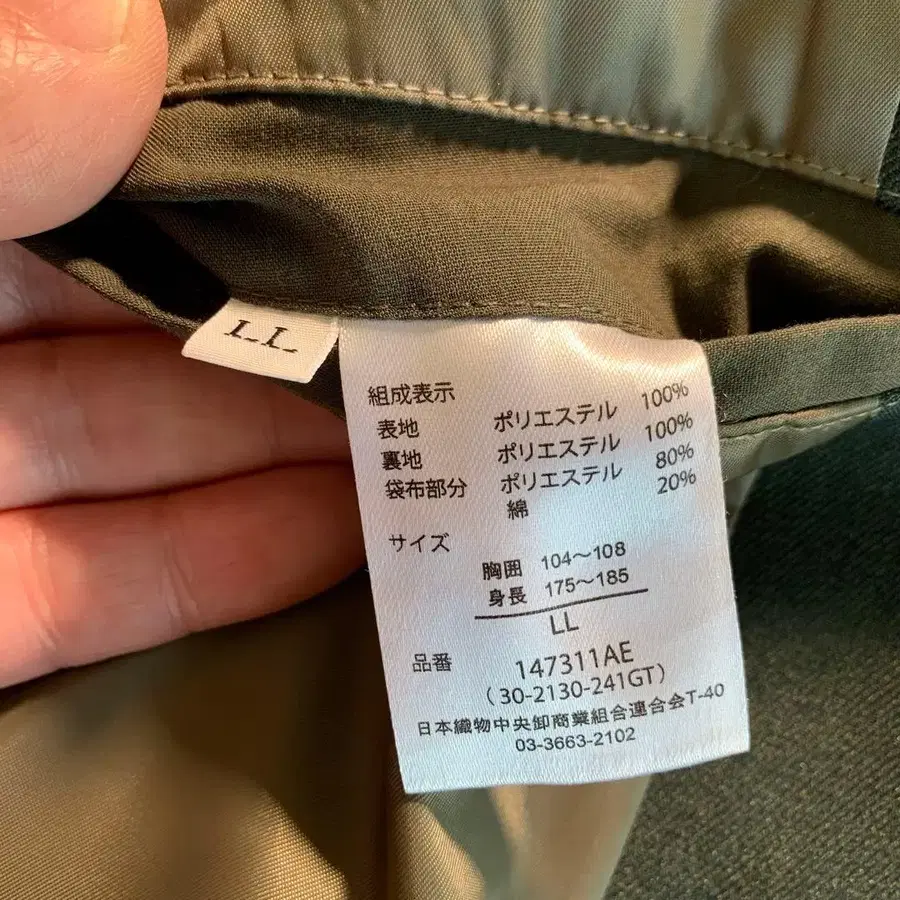 LL
組成表示
表地 ポリエステル 100%
裏地 ポリエステル 100%
袋布部分 ポリエステル 80%
綿 20%
サイズ
胸囲 104〜108
身長 175〜185
LL
品番 147311AE
(30-2130-241GT)
日本織物中央卸商業組合連合会T-40
03-3663-2102